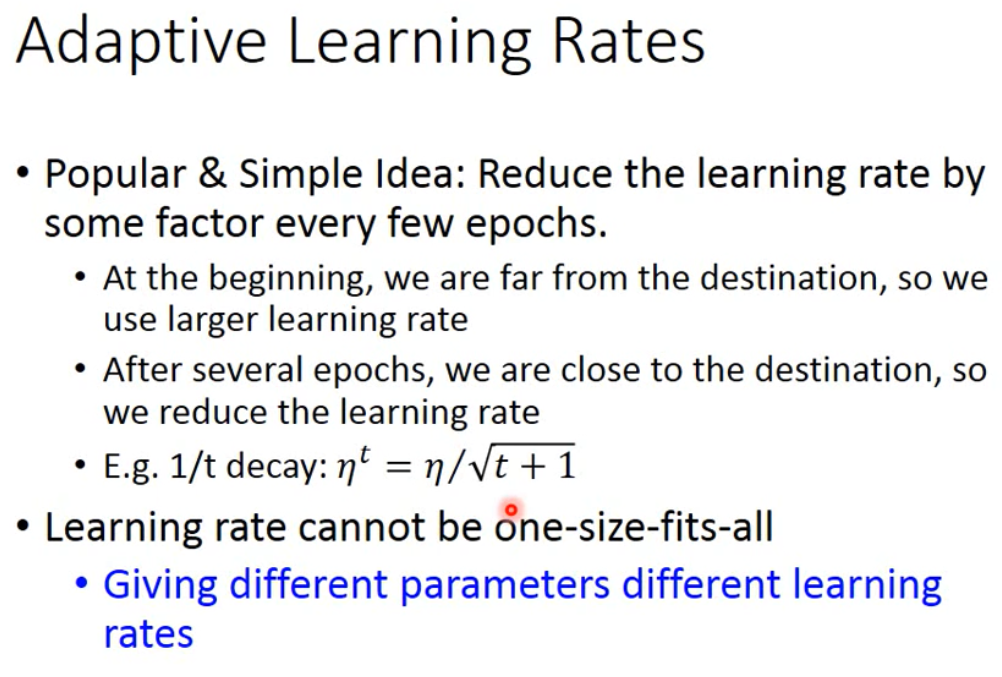 Adaptive Learning Rates
• Popular & Simple Idea: Reduce the learning rate by
some factor every few epochs.
• At the beginning, we are far from the destination, so we
use larger learning rate
• After several epochs, we are close to the destination, so
we reduce the learning rate
• E.g. 1/t decay: ηᵗ = η/√t + 1
• Learning rate cannot be one-size-fits-all
• Giving different parameters different learning
rates